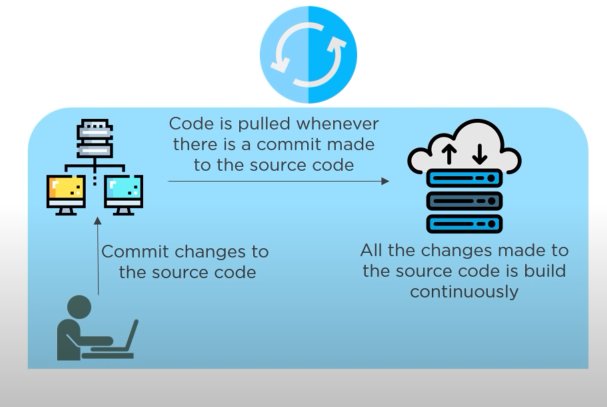 Code is pulled whenever
there is a commit made
to the source code
Commit changes to
the source code
All the changes made to
the source code is build
continuously